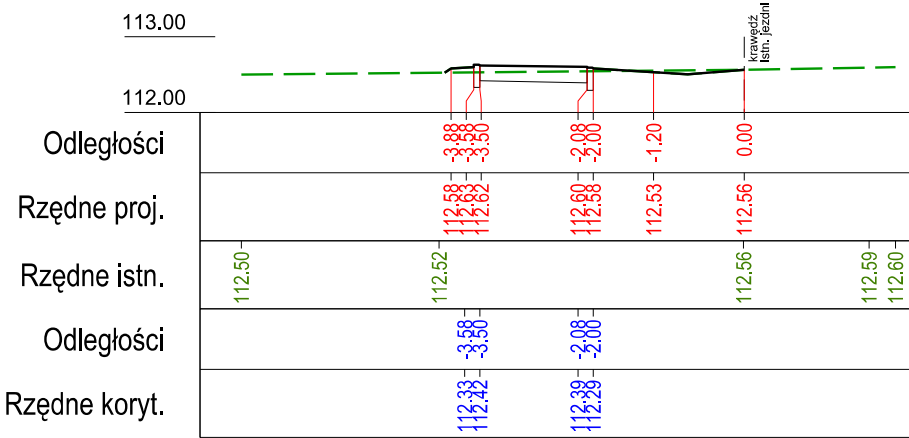 113.00
krawędź
Istn. jezdni
112.00
Odległości
-3.88 -3.58 -3.50 -2.08 -2.00 -1.20 0.00
Rzędne proj.
112.58 112.63 112.62 112.60 112.58 112.53 112.56
Rzędne istn.
112.50 112.52 112.56 112.59 112.60
Odległości
-3.58 -3.50 -2.08 -2.00
Rzędne koryt.
112.33 112.42 112.39 112.29